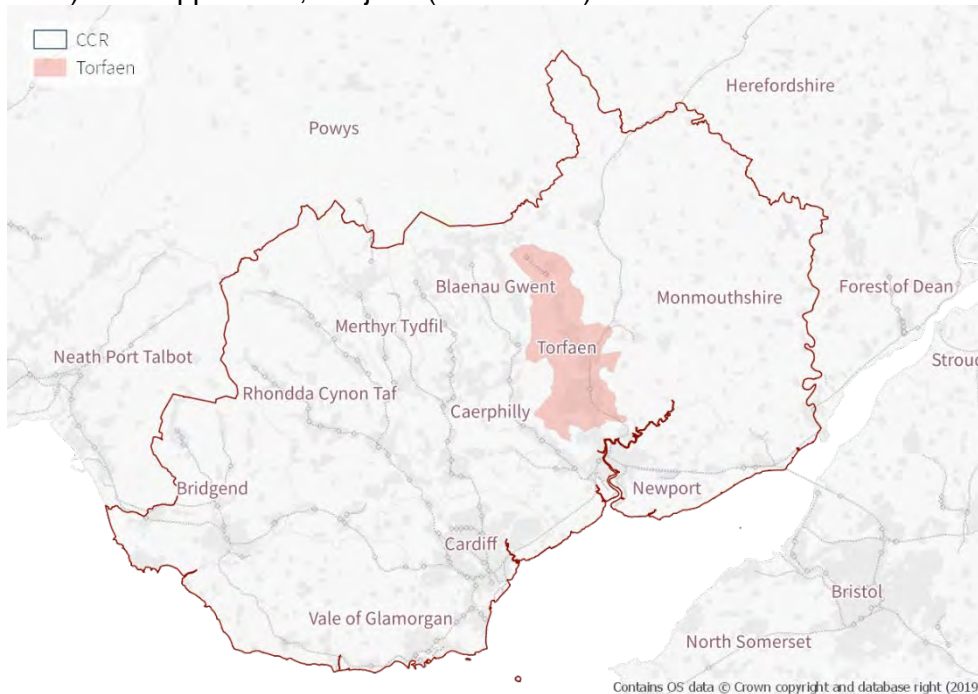 CCR
Torfaen
Herefordshire
Powys
Blaenau Gwent
Monmouthshire
Forest of Dean
Merthyr Tydfil
Torfaen
Neath Port Talbot
Stroud
Rhondda Cynon Taf
Caerphilly
Bridgend
Newport
Cardiff
Bristol
Vale of Glamorgan
North Somerset
Contains OS data © Crown copyright and database right (2019